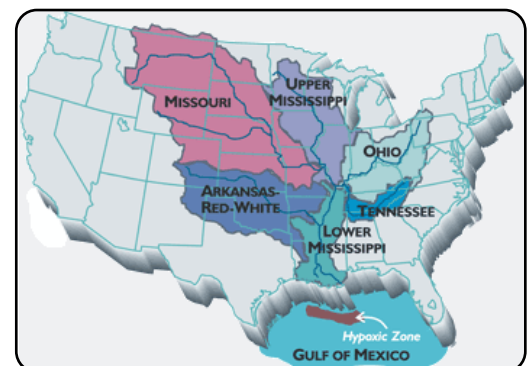 UPPER
MISSISSIPPI
MISSOURI
OHIO
ARKANSAS-
RED-WHITE
TENNESSEE
LOWER
MISSISSIPPI
Hypoxic Zone
GULF OF MEXICO